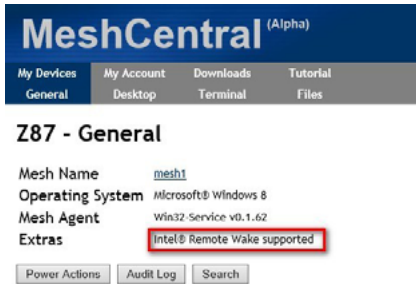 MeshCentral (Alpha)
My Devices My Account Downloads Tutorial
General Desktop Terminal Files
Z87 - General
Mesh Name mesh1
Operating System Microsoft® Windows 8
Mesh Agent Win32-Service v0.1.62
Extras Intel® Remote Wake supported
Power Actions Audit Log Search